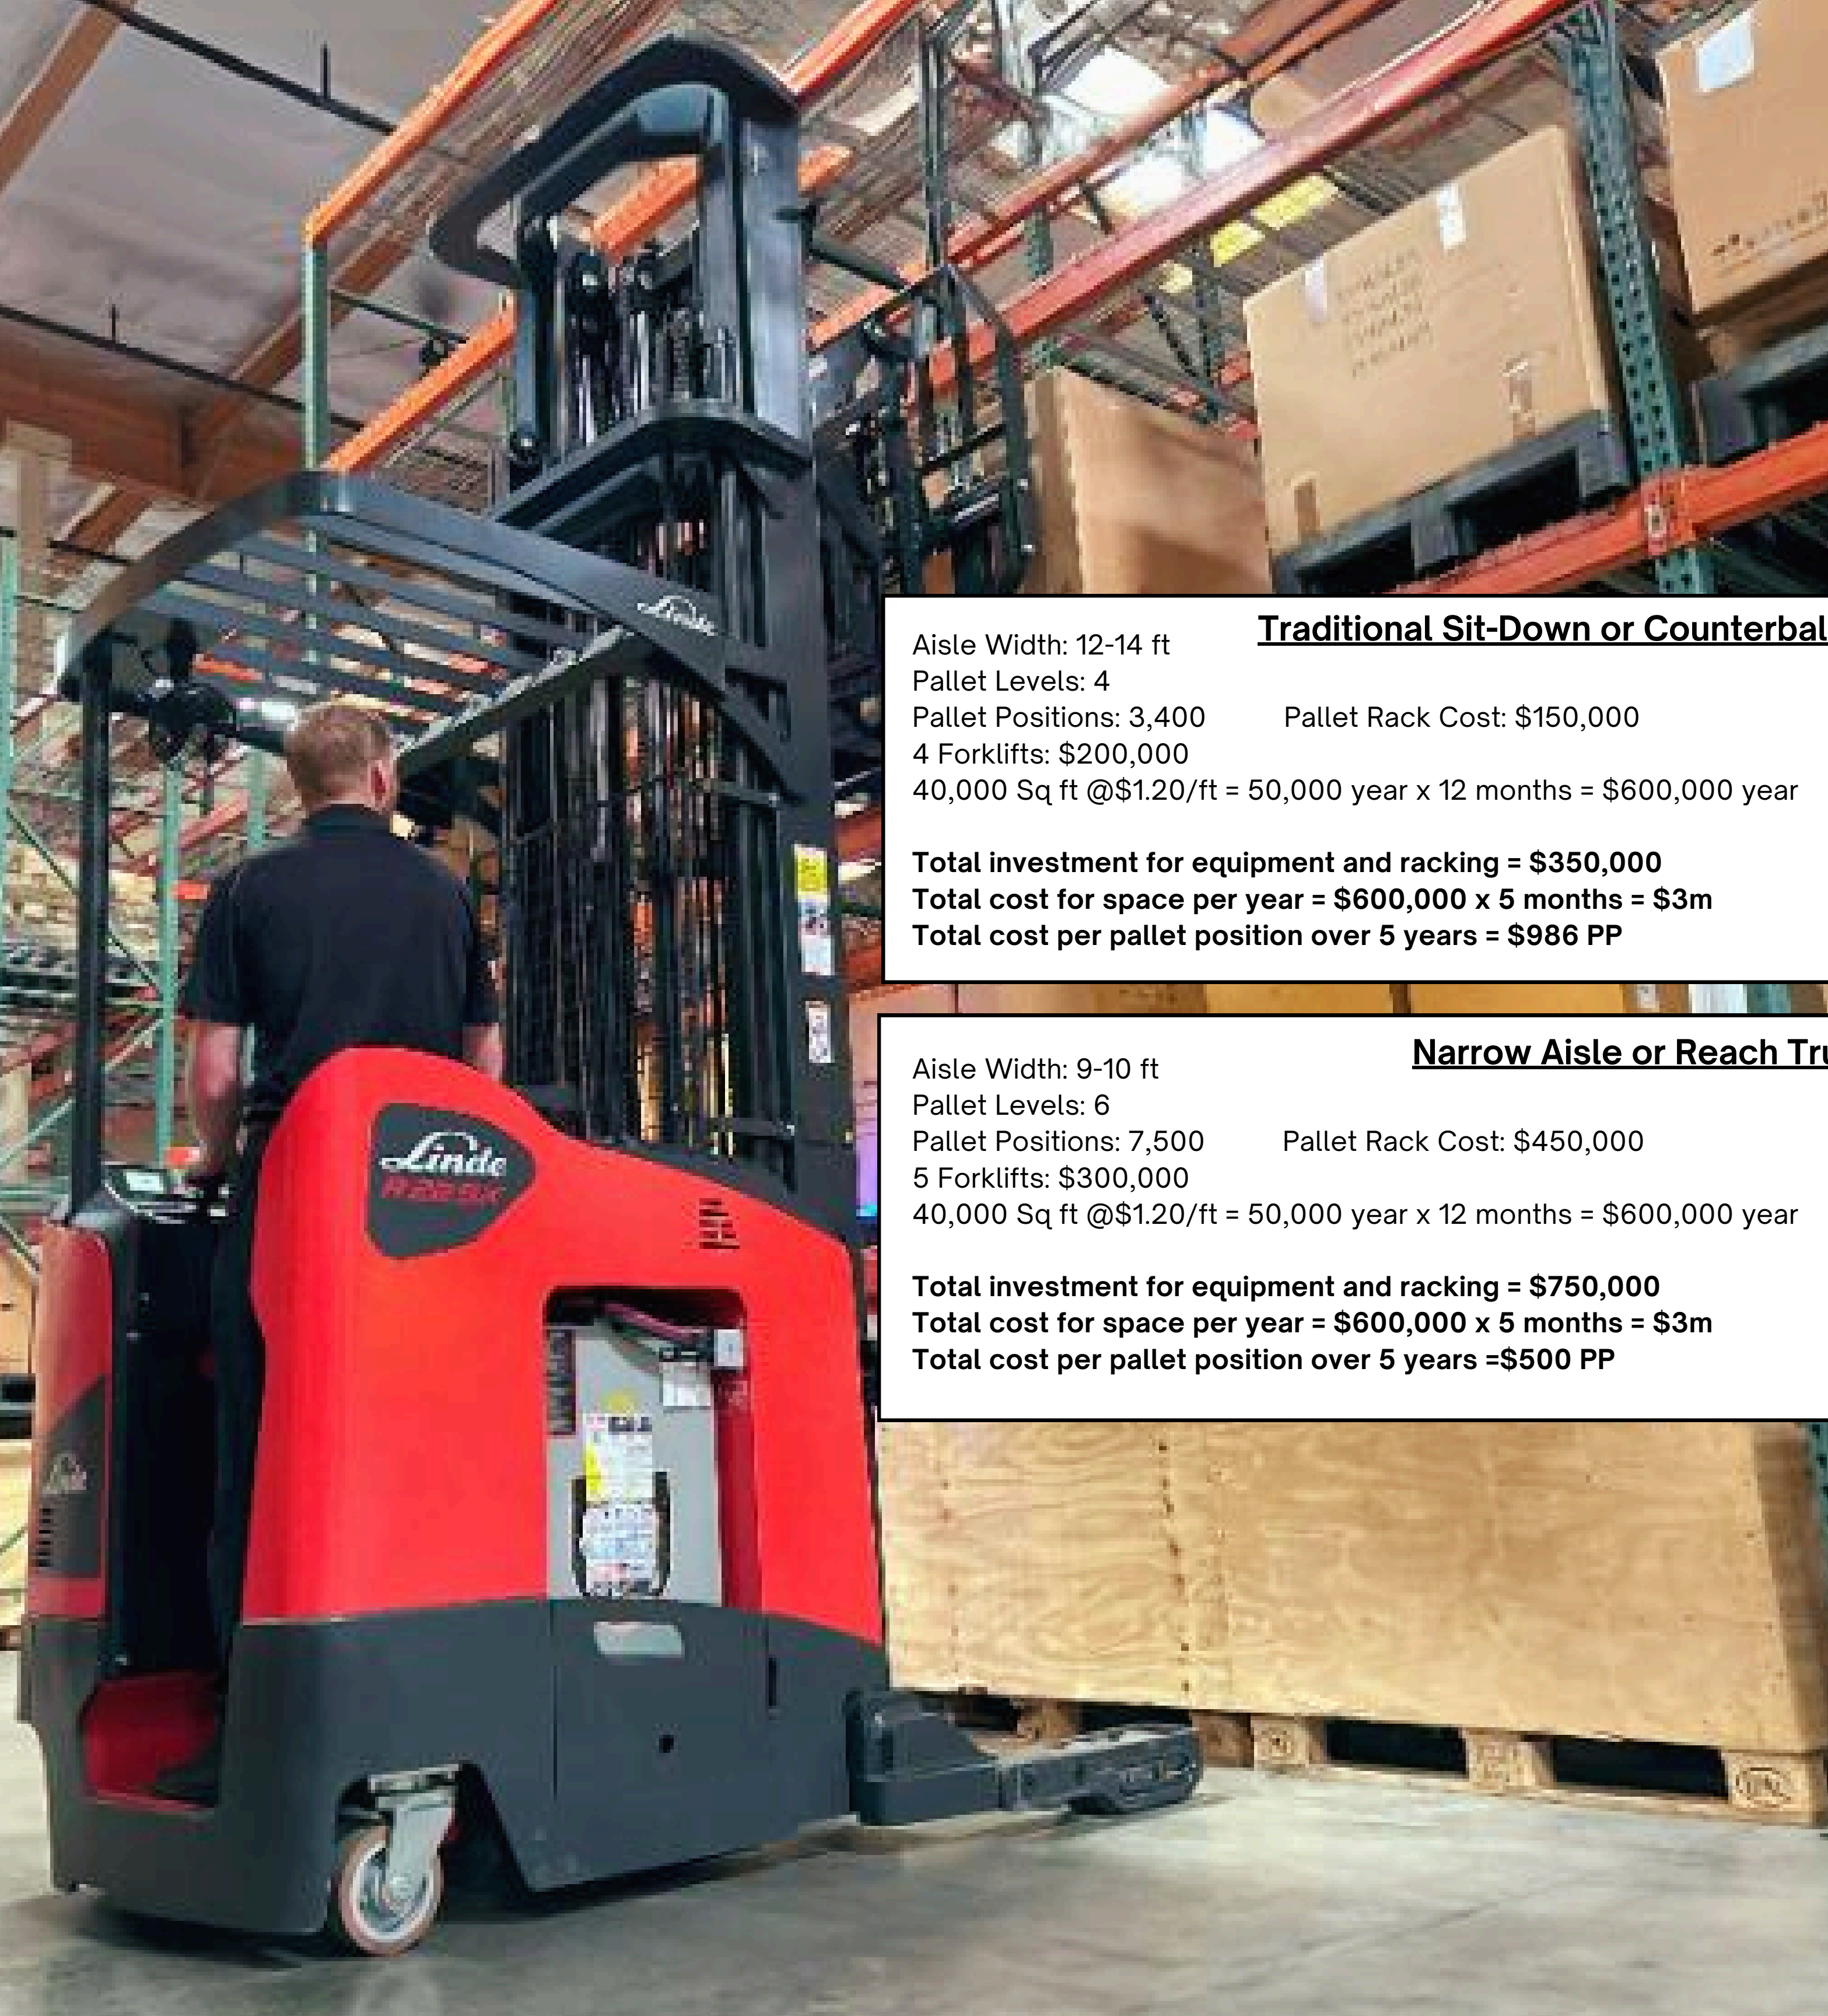 Linde
Traditional Sit-Down or Counterbal
Aisle Width: 12-14 ft
Pallet Levels: 4
Pallet Positions: 3,400 Pallet Rack Cost: $150,000
4 Forklifts: $200,000
40,000 Sq ft @$1.20/ft = 50,000 year x 12 months = $600,000 year
Total investment for equipment and racking = $350,000
Total cost for space per year = $600,000 x 5 months = $3m
Total cost per pallet position over 5 years = $986 PP
Narrow Aisle or Reach Tru
Aisle Width: 9-10 ft
Pallet Levels: 6
Pallet Positions: 7,500 Pallet Rack Cost: $450,000
5 Forklifts: $300,000
40,000 Sq ft @$1.20/ft = 50,000 year x 12 months = $600,000 year
Total investment for equipment and racking = $750,000
Total cost for space per year = $600,000 x 5 months = $3m
Total cost per pallet position over 5 years =$500 PP
Linde
Linde